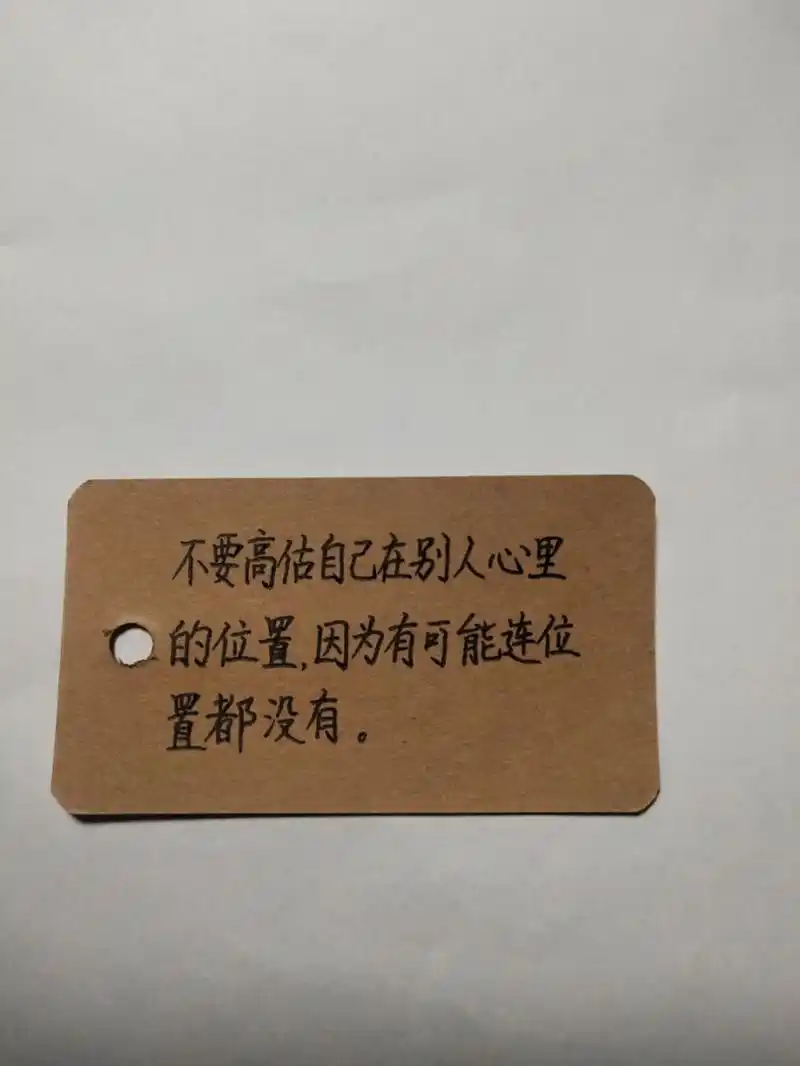 不要高估自己在别人心里
的位置,因为有可能连位
置都没有。